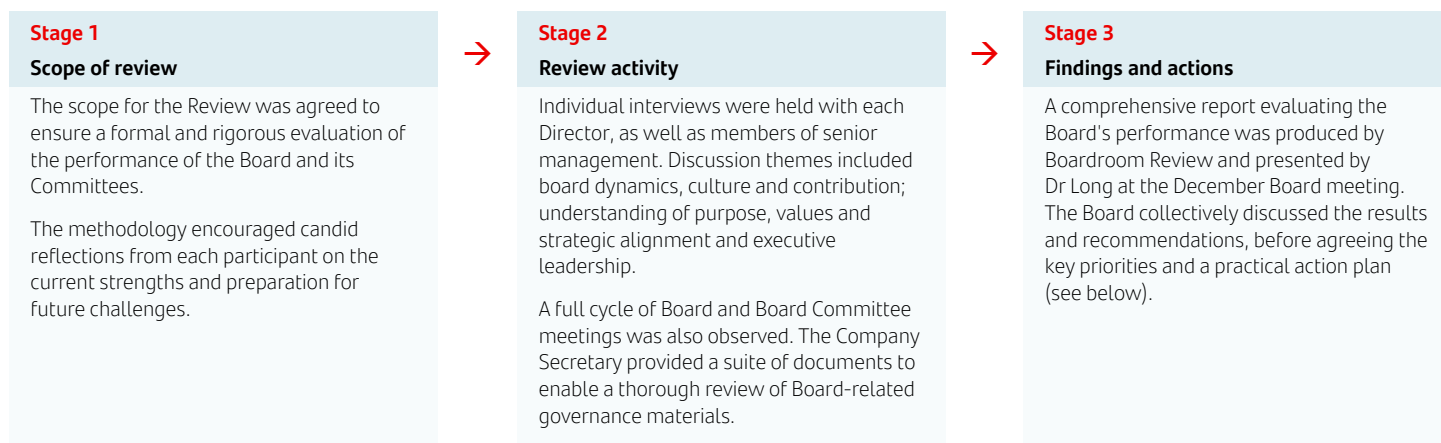 Stage 1
Scope of review
The scope for the Review was agreed to
ensure a formal and rigorous evaluation of
the performance of the Board and its
Committees.
The methodology encouraged candid
reflections from each participant on the
current strengths and preparation for
future challenges.
→
Stage 2
Review activity
Individual interviews were held with each
Director, as well as members of senior
management. Discussion themes included
board dynamics, culture and contribution;
understanding of purpose, values and
strategic alignment and executive
leadership.
A full cycle of Board and Board Committee
meetings was also observed. The Company
Secretary provided a suite of documents to
enable a thorough review of Board-related
governance materials.
→
Stage 3
Findings and actions
A comprehensive report evaluating the
Board's performance was produced by
Boardroom Review and presented by
Dr Long at the December Board meeting.
The Board collectively discussed the results
and recommendations, before agreeing the
key priorities and a practical action plan
(see below).